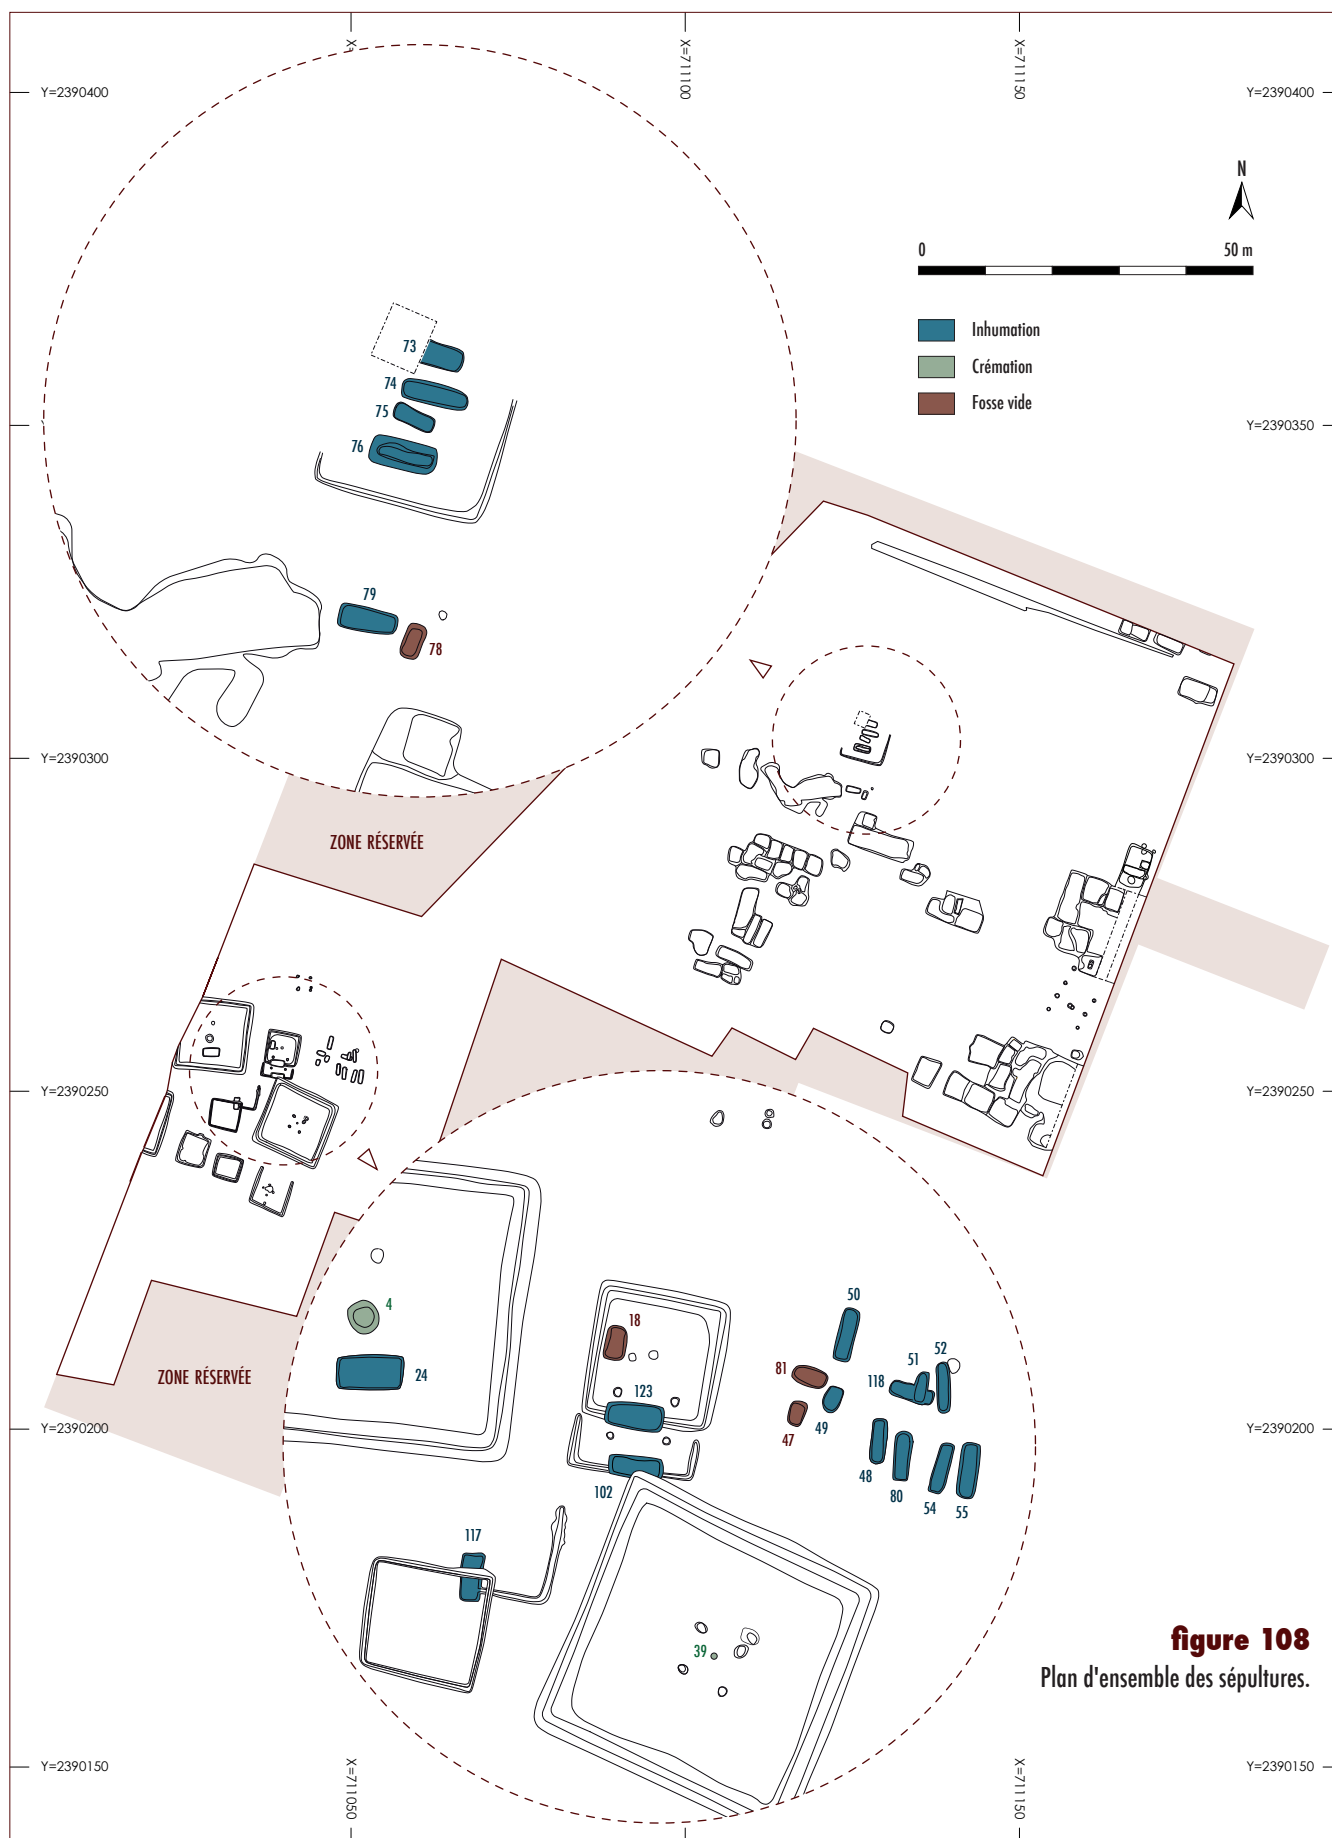 X=
X=711100
X=711150
Y=2390400
Y=2390400
N
0
50 m
Inhumation
Crémation
Fosse vide
73
74
75
76
Y=2390350
79
78
Y=2390300
Y=2390300
ZONE RÉSERVÉE
Y=2390250
Y=2390250
4
24
18
123
102
50
81
49
47
51
52
118
48
80
54
55
ZONE RÉSERVÉE
Y=2390200
Y=2390200
117
39
figure 108
Plan d'ensemble des sépultures.
Y=2390150
Y=2390150
X=711050
X=711150